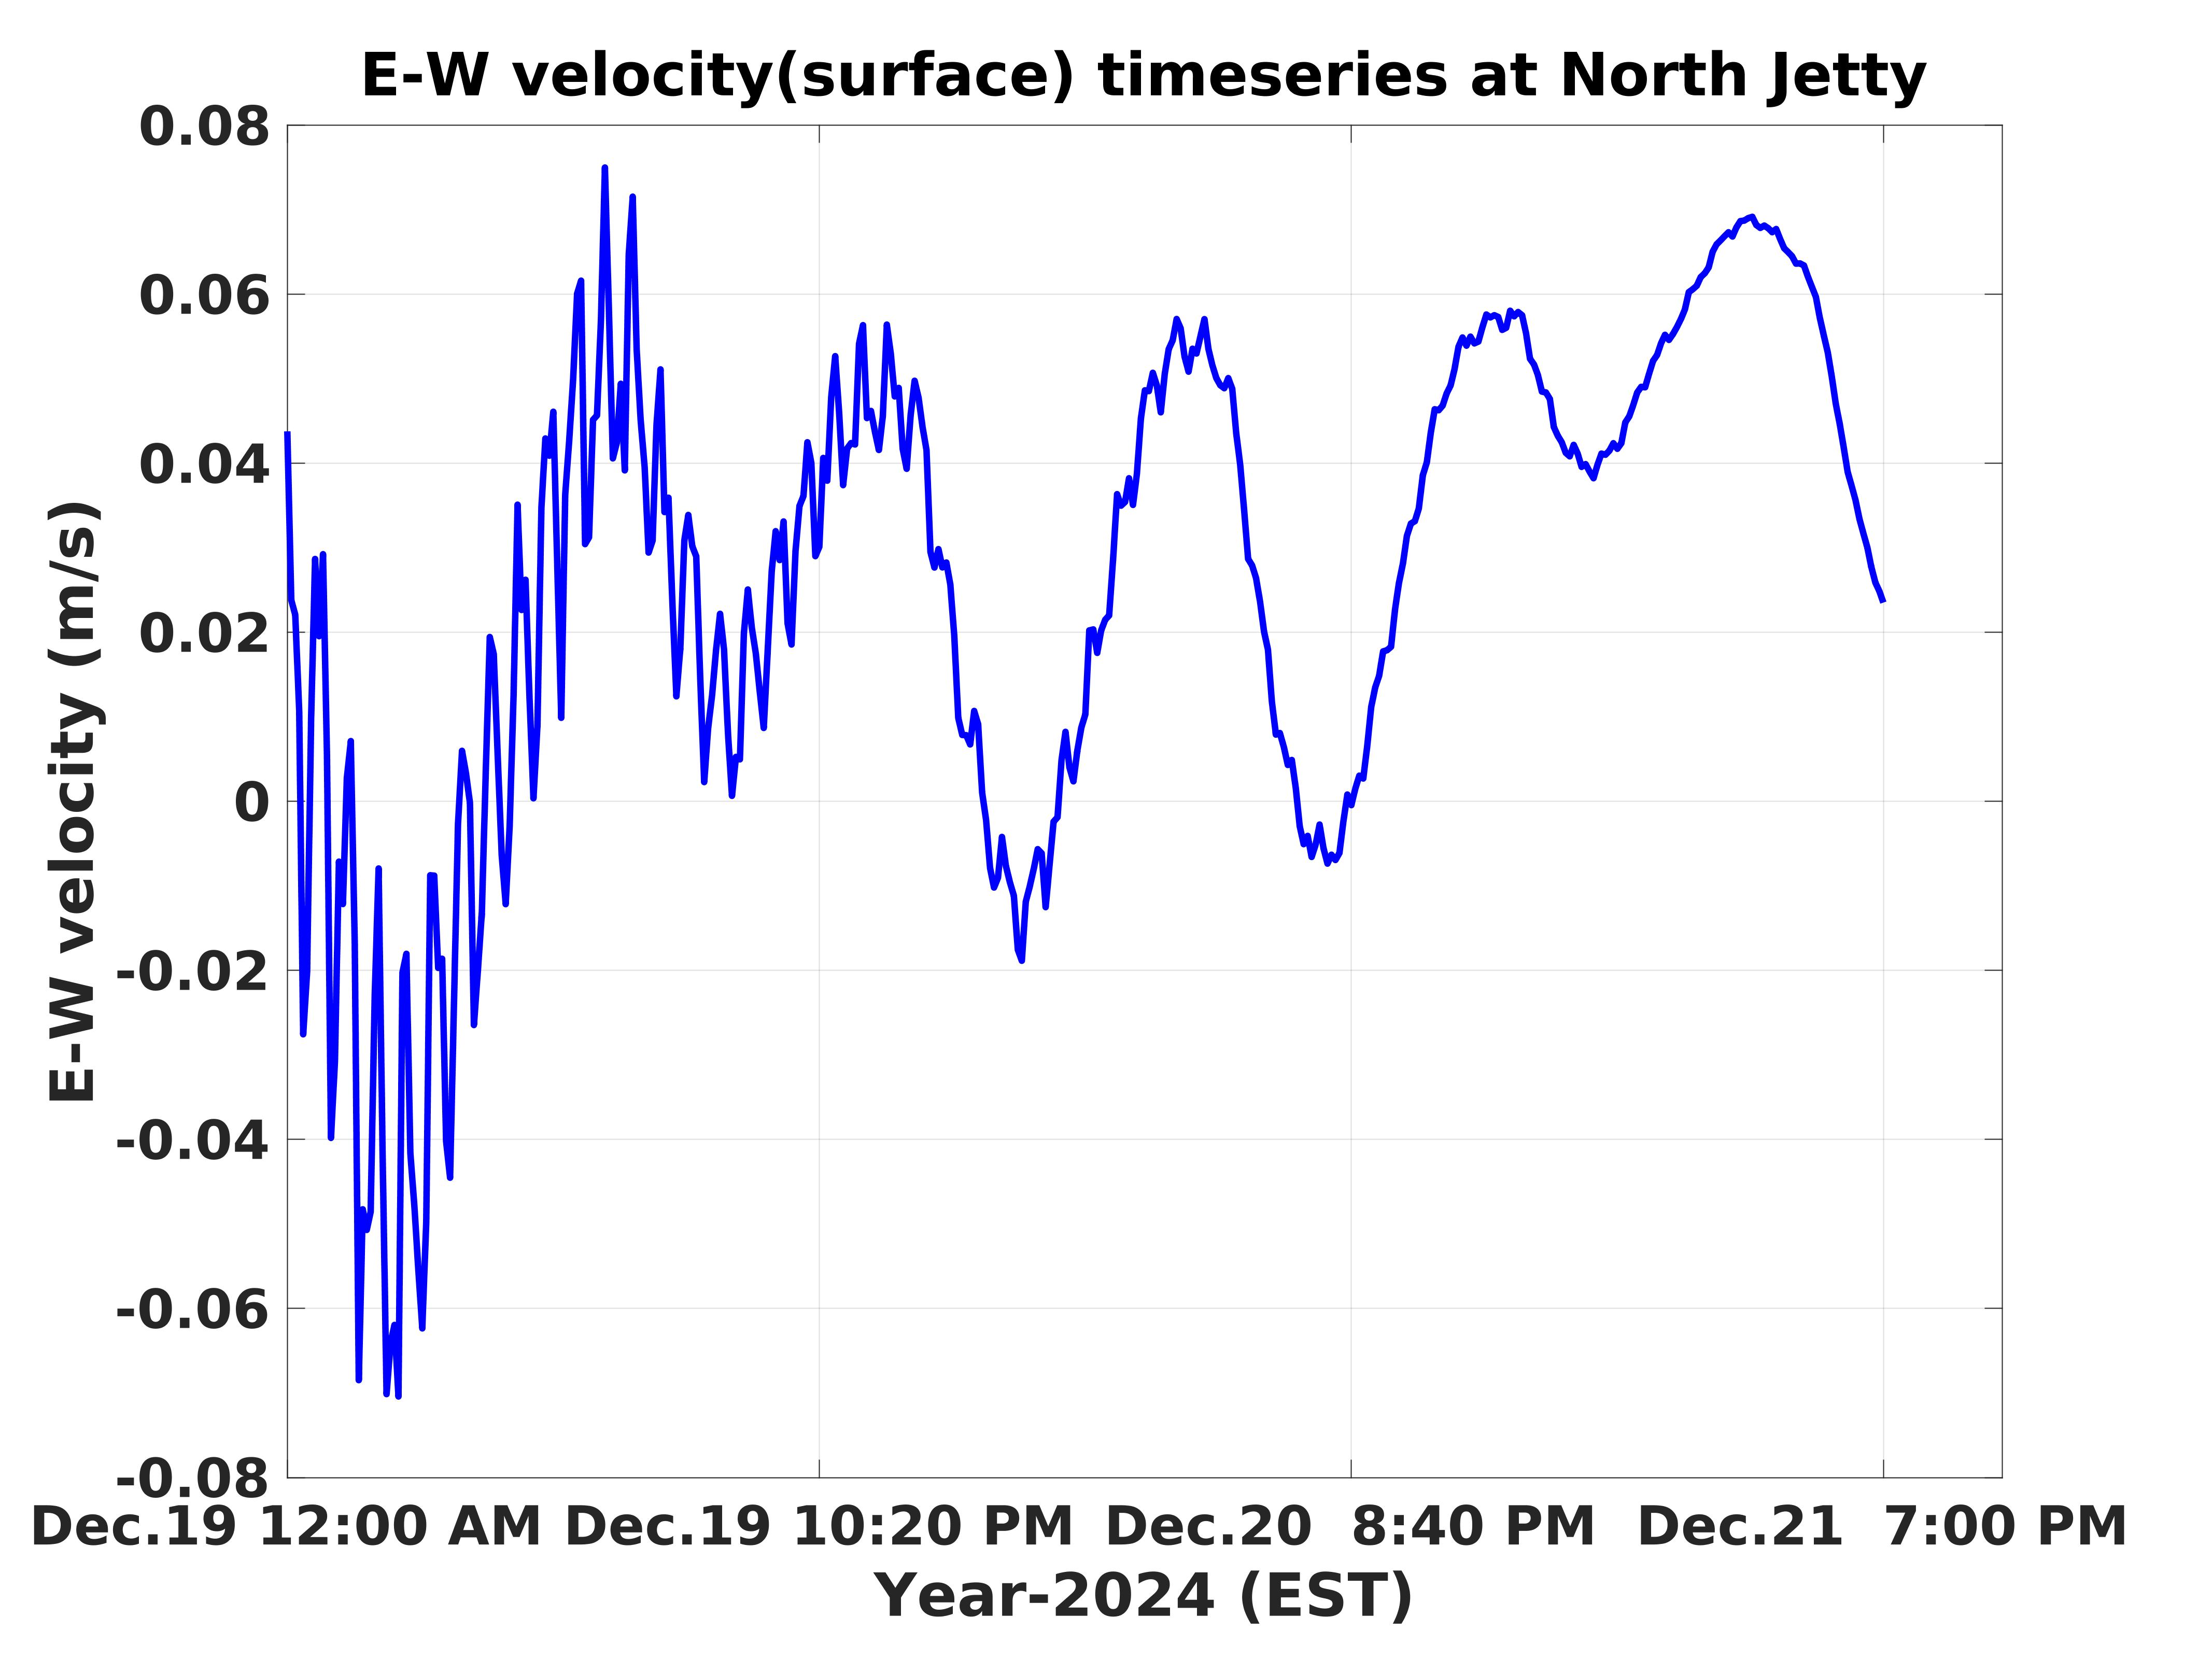 E-W velocity(surface) timeseries at North Jetty
0.08
0.06
0.04
0.02
0
-0.02
-0.04
-0.06
-0.08
E-W velocity (m/s)
Dec.19 12:00 AM Dec.19 10:20 PM Dec.20 8:40 PM Dec.21 7:00 PM
Year-2024 (EST)